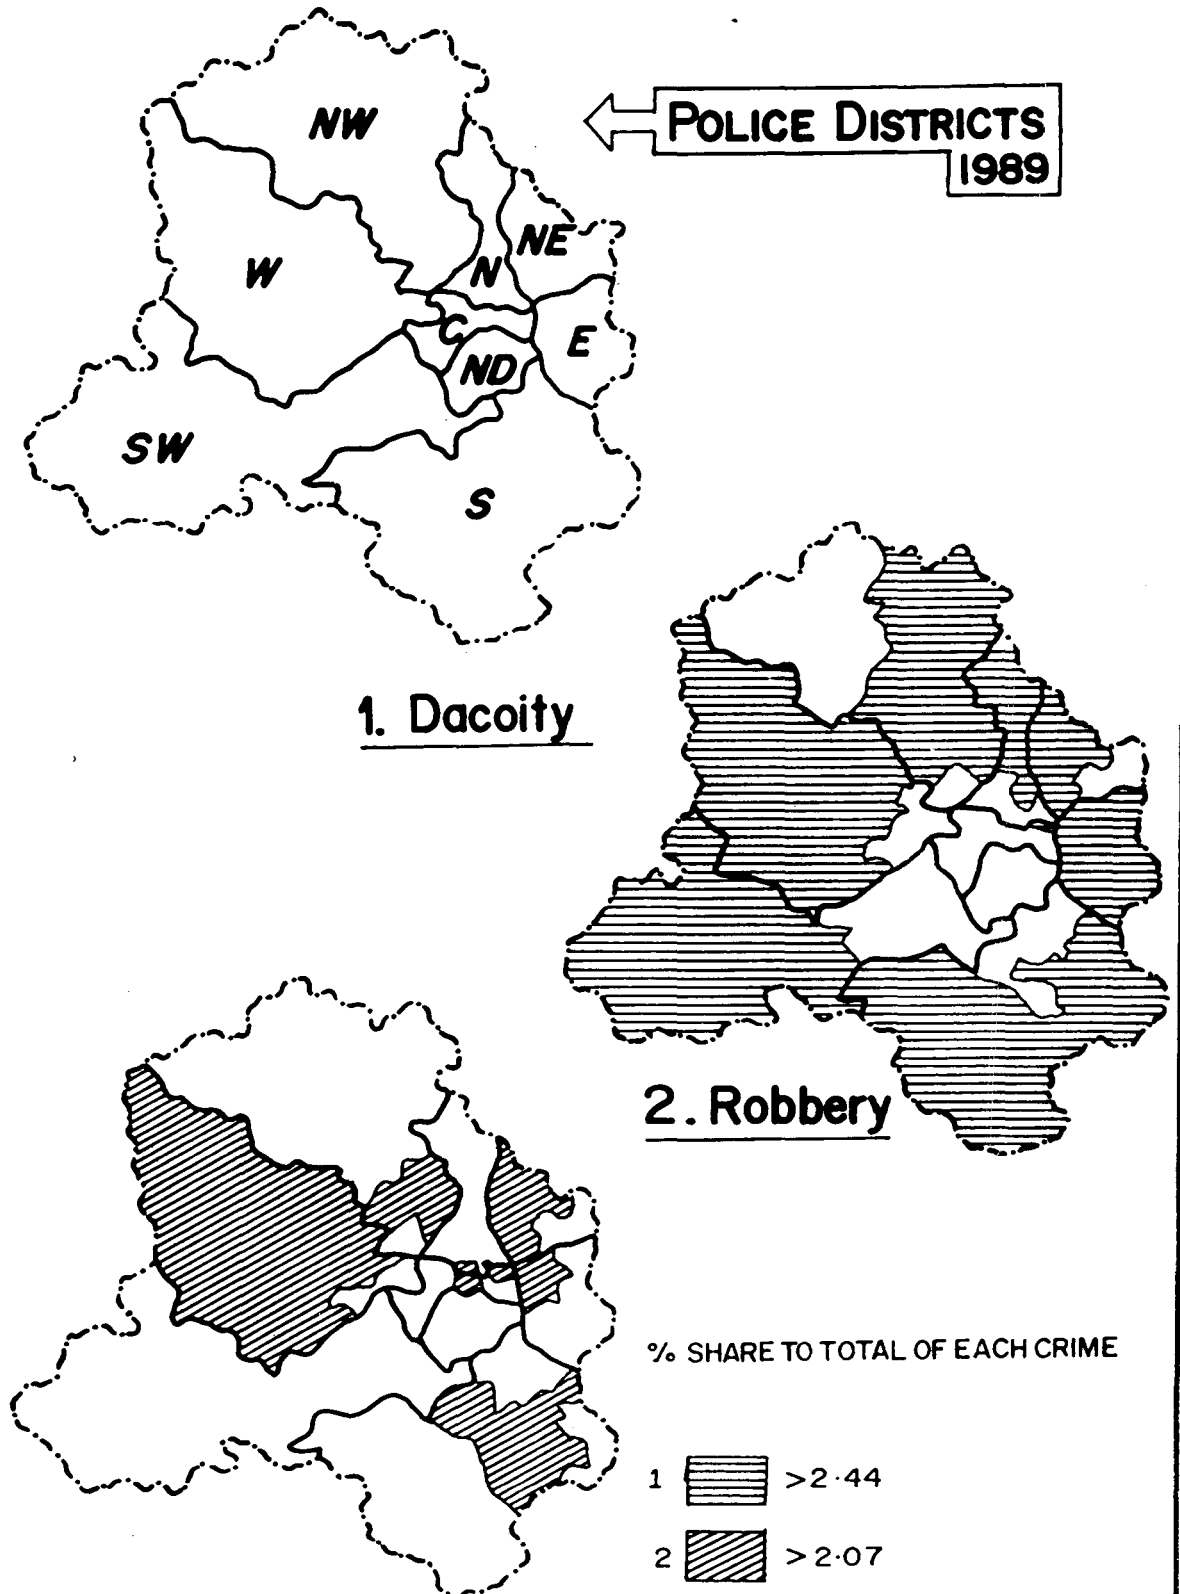 POLICE DISTRICTS
1989
NW
NE
W
N
C
E
ND
SW
S
1. Dacoity
2. Robbery
% SHARE TO TOTAL OF EACH CRIME
1 >2·44
2 >2·07